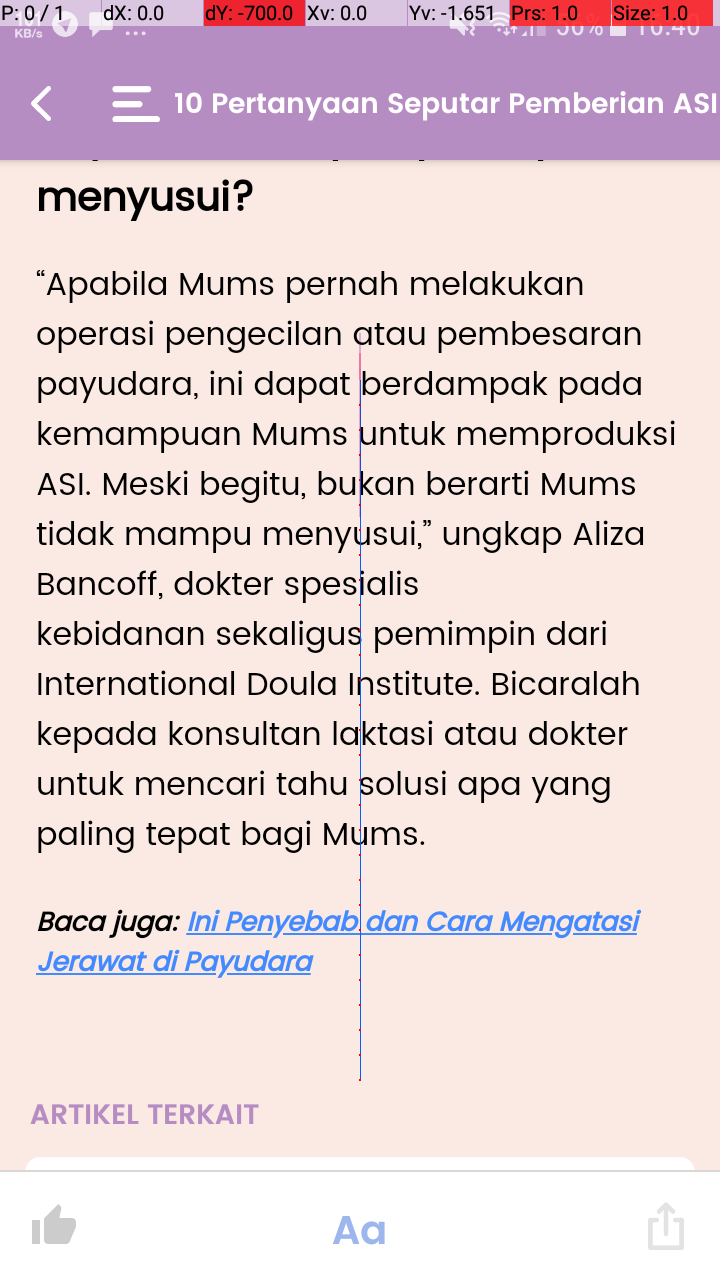 P: 0 / 1 dX: 0.0 dY: -700.0 Xv: 0.0 Yv: -1.651 Prs: 1.0 Size: 1.0
KB/s 50% 16:40
10 Pertanyaan Seputar Pemberian ASI
menyusui?
“Apabila Mums pernah melakukan
operasi pengecilan atau pembesaran
payudara, ini dapat berdampak pada
kemampuan Mums untuk memproduksi
ASI. Meski begitu, bukan berarti Mums
tidak mampu menyusui,” ungkap Aliza
Bancoff, dokter spesialis
kebidanan sekaligus pemimpin dari
International Doula Institute. Bicaralah
kepada konsultan laktasi atau dokter
untuk mencari tahu solusi apa yang
paling tepat bagi Mums.
Baca juga: Ini Penyebab dan Cara Mengatasi
Jerawat di Payudara
ARTIKEL TERKAIT
Aa